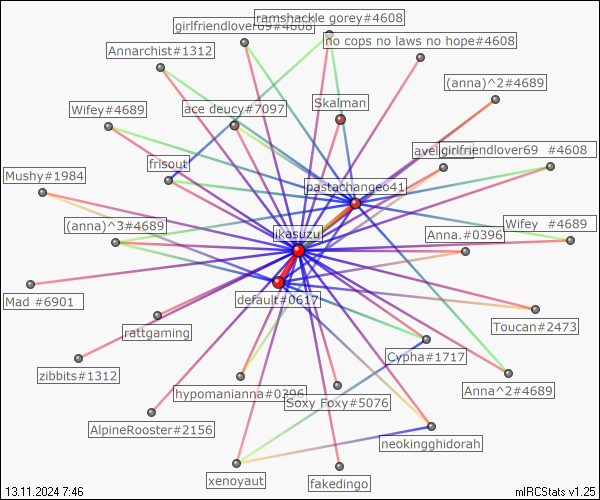 ramshackle gorey#4608
girlfriendlover69#4608
no cops no laws no hope#4608
Annarchist#1312
(anna)^2#4689
Wifey#4689
ace deucy#7097
Skalman
girlfriendlover69 #4608
frisout
Mushy#1984
pastachangeo41
(anna)^3#4689
ikasuzu
Anna.#0396
Wifey #4689
default#0617
Mad #6901
rattgaming
Toucan#2473
Cypha#1717
zibbits#1312
hypomanianna#0396
Anna^2#4689
Soxy Foxy#5076
AlpineRooster#2156
neokingghidorah
xenoyaut
fakedingo
13.11.2024 7:46
mIRCStats v1.25